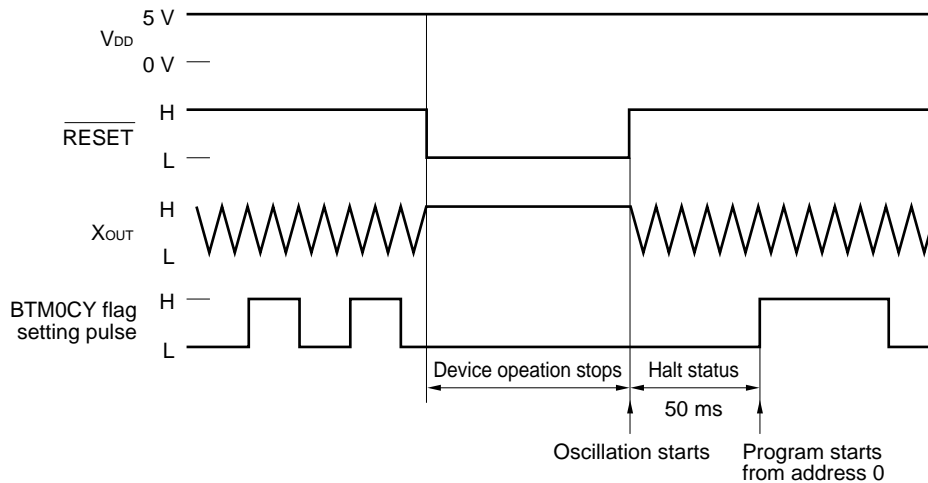 5 V
VDD
0 V
H
RESET
L
H
XOUT
L
BTM0CY flag
setting pulse
H
L
Device opeation stops
Halt status
50 ms
Oscillation starts
Program starts
from address 0